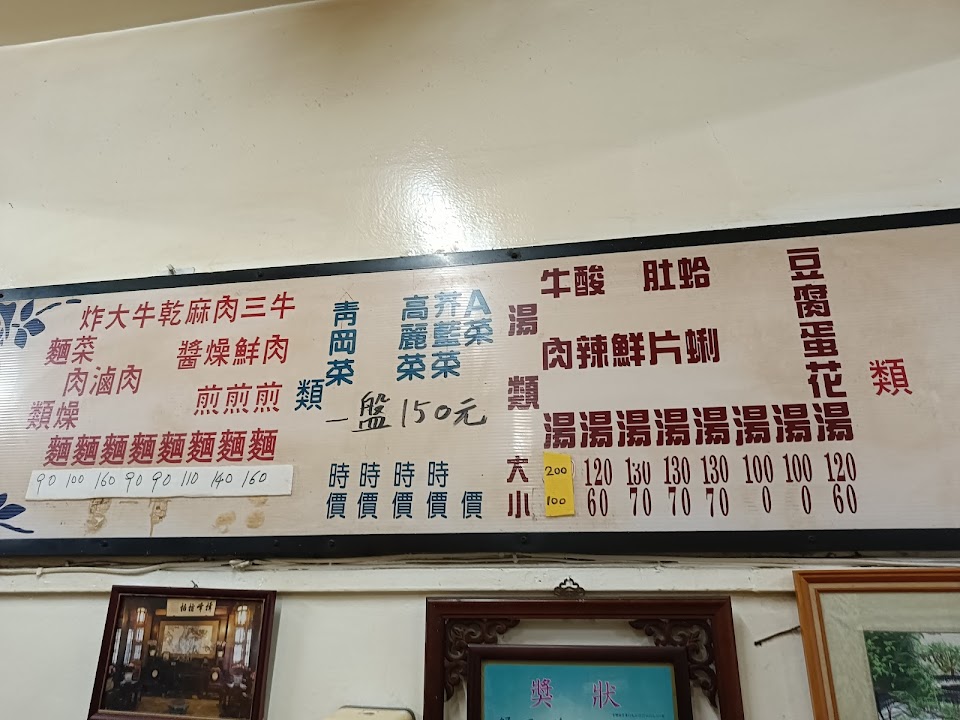 炸大牛乾麻肉三牛
麵菜 醬燥鮮肉
肉滷肉 煎煎煎
類燥
麵麵麵麵麵麵麵麵
90 100 160 90 90 110 140 160
類
青岡菜
高麗菜
芥藍菜
A菜
一盤150元
時時時時
價價價價價
湯類
牛酸 肚蛤
肉辣鮮片蜊
豆腐蛋花
湯湯湯湯湯湯湯湯
大 200 120 130 130 130 100 100 120
小 100 60 70 70 70 0 0 60
類
獎狀